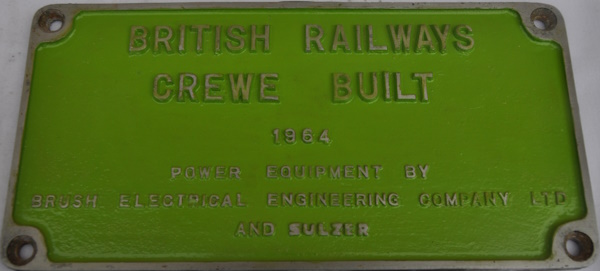 BRITISH RAILWAYS
CREWE BUILT
1964
POWER EQUIPMENT BY
BRUSH ELECTRICAL ENGINEERING COMPANY LTD
AND SULZER